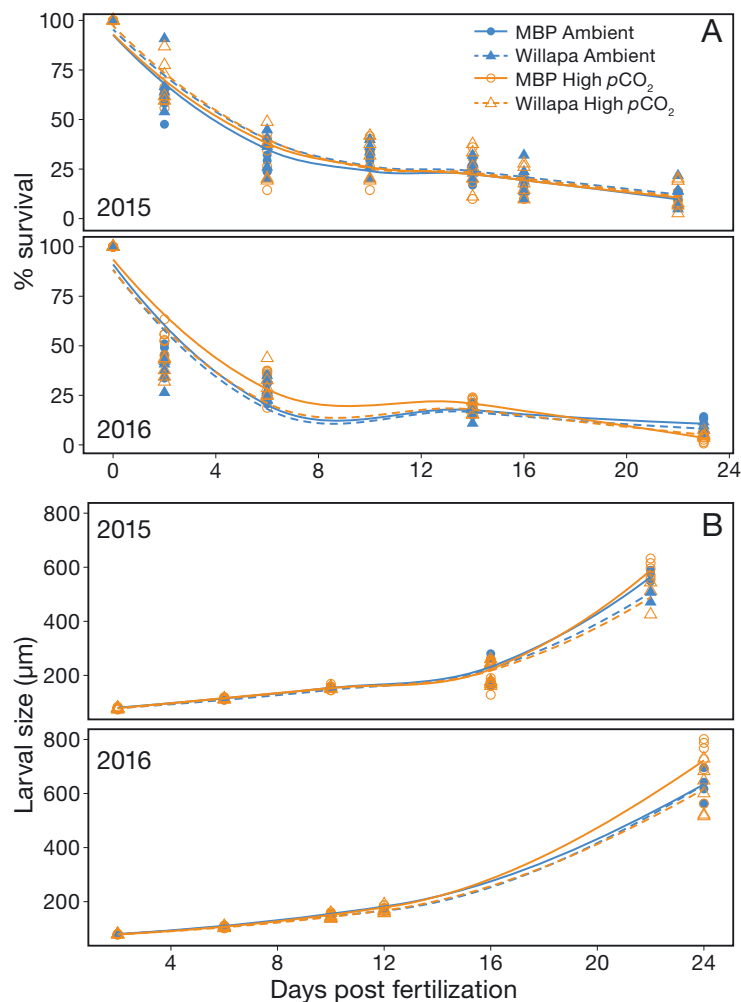 A
MBP Ambient
Willapa Ambient
MBP High pCO₂
Willapa High pCO₂
100
75
50
25
0
2015
% survival
100
75
50
25
0
2016
0 4 8 12 16 20 24
B
800
600
400
200
2015
Larval size (µm)
800
600
400
200
2016
4 8 12 16 20 24
Days post fertilization